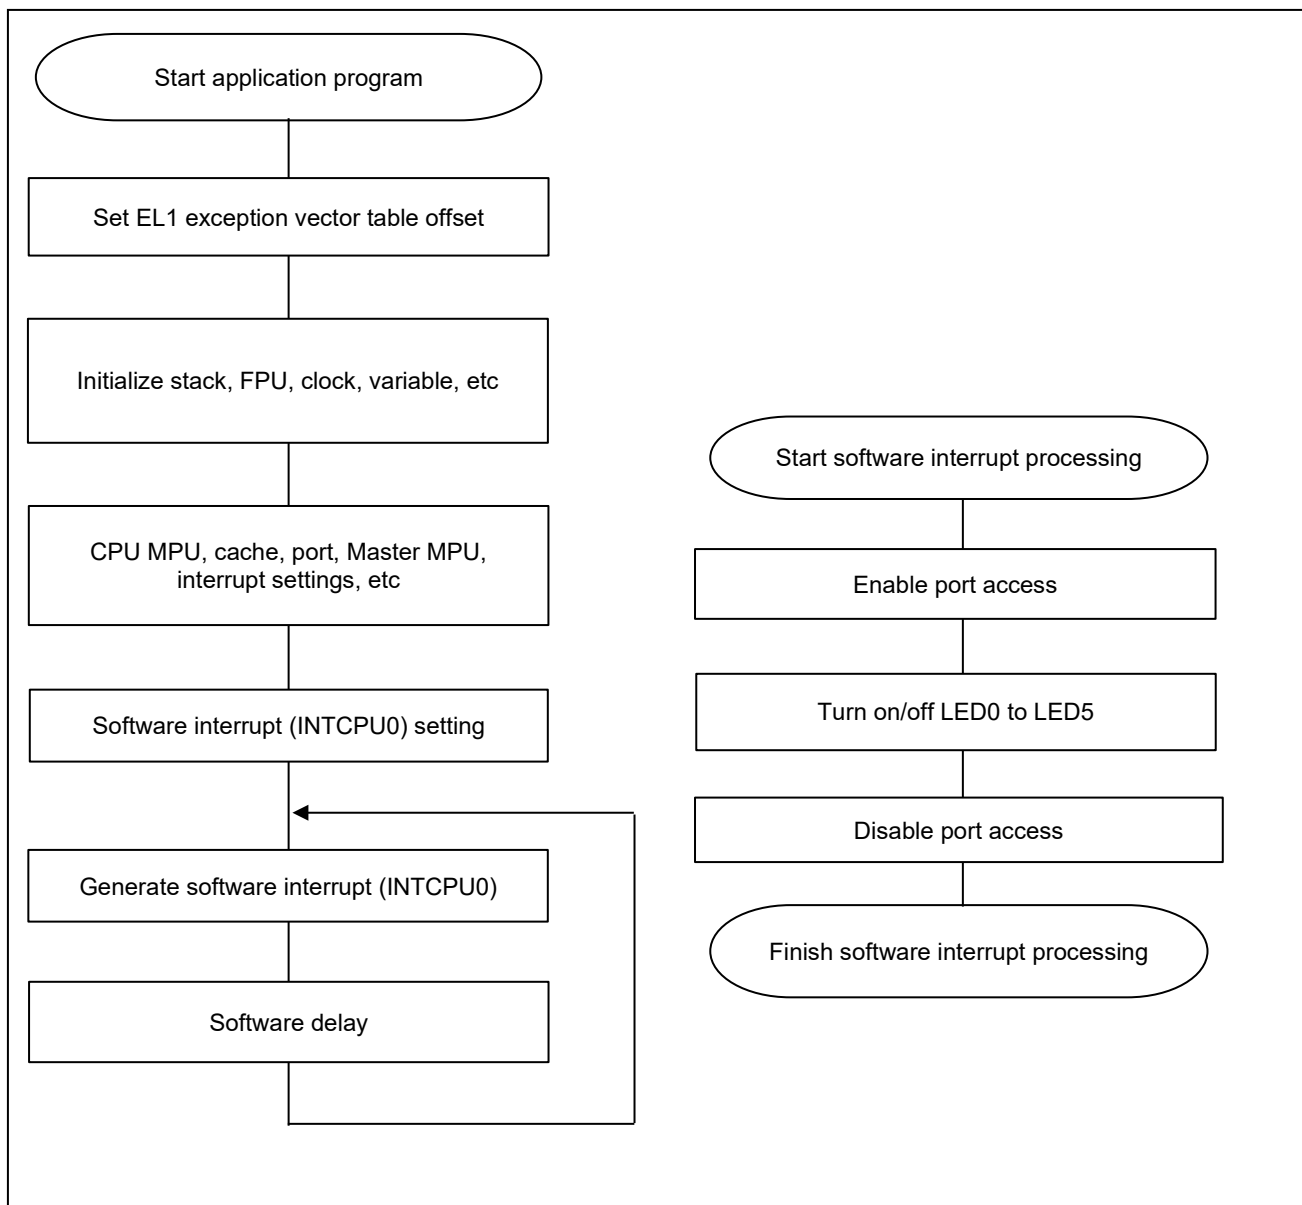 Start application program
Set EL1 exception vector table offset
Initialize stack, FPU, clock, variable, etc
CPU MPU, cache, port, Master MPU,
interrupt settings, etc
Software interrupt (INTCPU0) setting
Generate software interrupt (INTCPU0)
Software delay
Start software interrupt processing
Enable port access
Turn on/off LED0 to LED5
Disable port access
Finish software interrupt processing